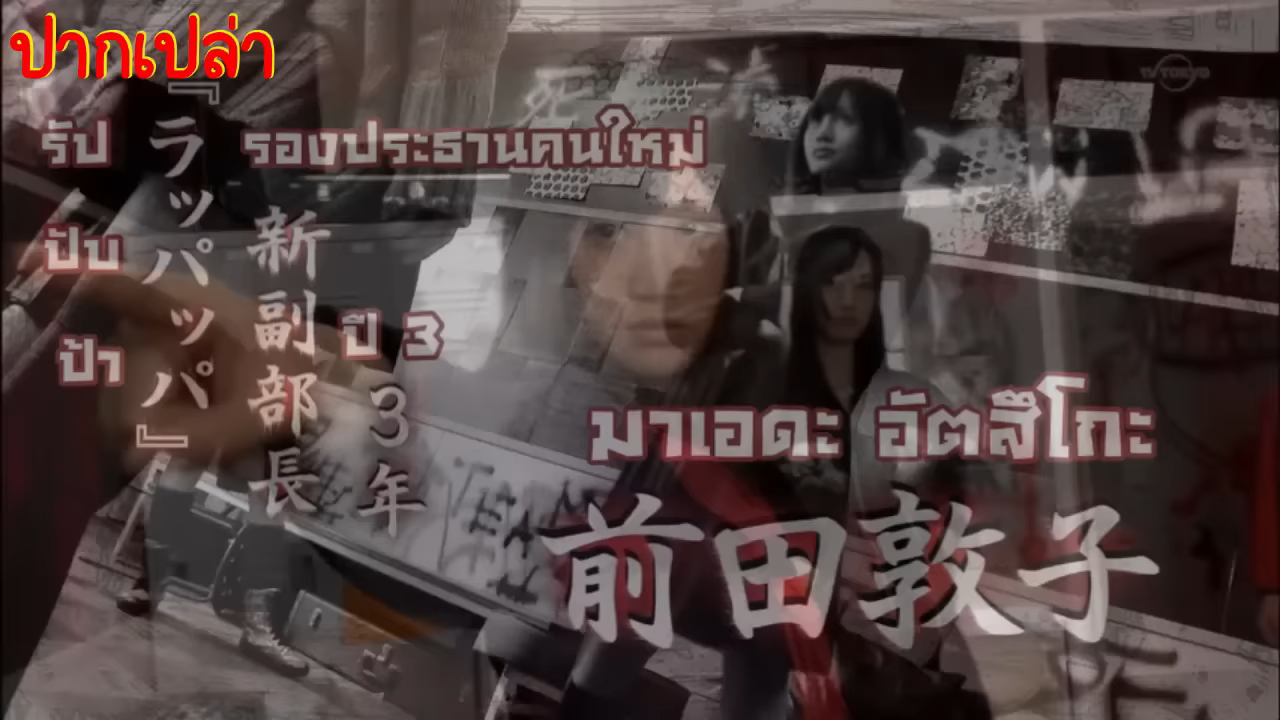 ปากเปล่า
TV TOKYO
รัป
ปับ
ป้า
『ラッパッパ』
รองประธานคนใหม่
新副部長
ปี 3
3年
มาเอดะ อัตสึโกะ
前田敦子